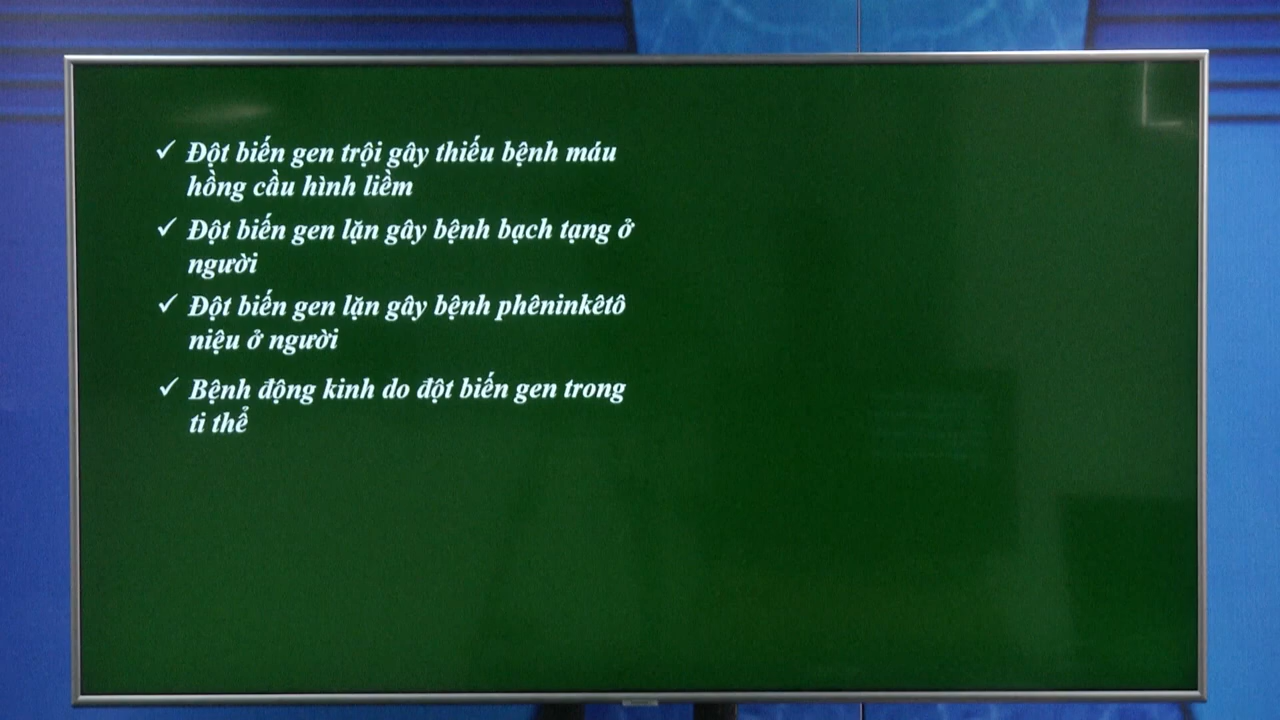 ✓ Đột biến gen trội gây thiếu bệnh máu
hồng cầu hình liềm
✓ Đột biến gen lặn gây bệnh bạch tạng ở
người
✓ Đột biến gen lặn gây bệnh phêninkêtô
niệu ở người
✓ Bệnh động kinh do đột biến gen trong
ti thể